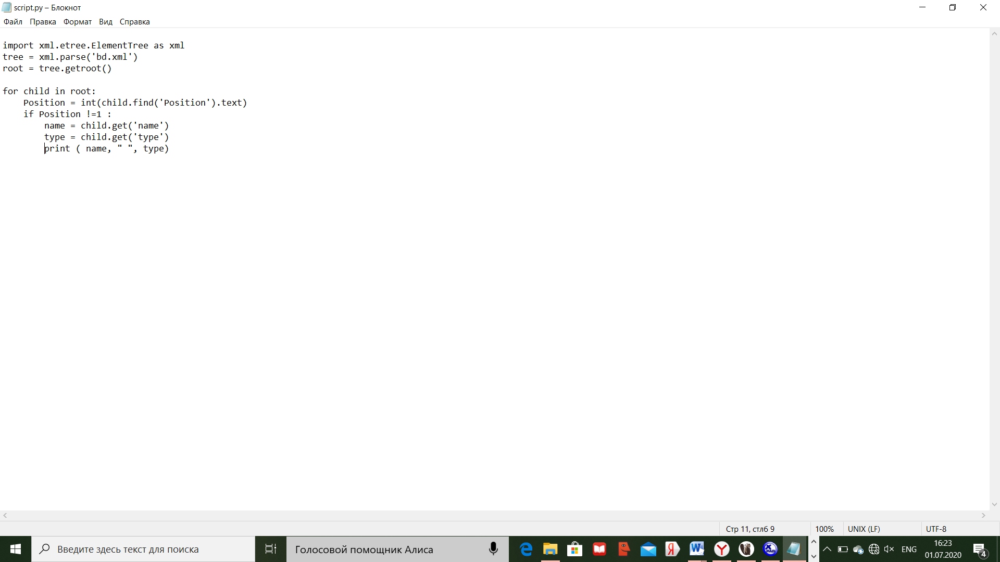 script.py – Блокнот
Файл Правка Формат Вид Справка
import xml.etree.ElementTree as xml
tree = xml.parse('bd.xml')
root = tree.getroot()
for child in root:
    Position = int(child.find('Position').text)
    if Position !=1 :
        name = child.get('name')
        type = child.get('type')
        print ( name, " ", type)
Стр 11, стлб 9 100% UNIX (LF) UTF-8
Введите здесь текст для поиска
Голосовой помощник Алиса
ENG
16:23
01.07.2020
4